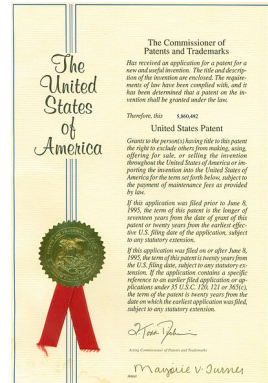 The
United
States
of
America
The Commissioner of
Patents and Trademarks
Has received an application for a patent for a
new and useful invention. The title and descrip-
tion of the invention are enclosed. The require-
ments of law have been complied with, and it
has been determined that a patent on the in-
vention shall be granted under the law.
Therefore, this 5,860,492
United States Patent
Grants to the person(s) having title to this patent
the right to exclude others from making, using,
offering for sale, or selling the invention
throughout the United States of America or im-
porting the invention into the United States of
America for the term set forth below, subject to
the payment of maintenance fees as provided
by law.
If this application was filed prior to June 8,
1995, the term of this patent is the longer of
seventeen years from the date of grant of this
patent or twenty years from the earliest effec-
tive U.S. filing date of the application, subject
to any statutory extension.
If this application was filed on or after June 8,
1995, the term of this patent is twenty years from
the U.S. filing date, subject to any statutory ex-
tension. If the application contains a specific
reference to an earlier filed application or ap-
plications under 35 U.S.C. 120, 121 or 365(c),
the term of the patent is twenty years from the
date on which the earliest application was filed,
subject to any statutory extension.
Acting Commissioner of Patents and Trademarks
Marjorie V. Turner